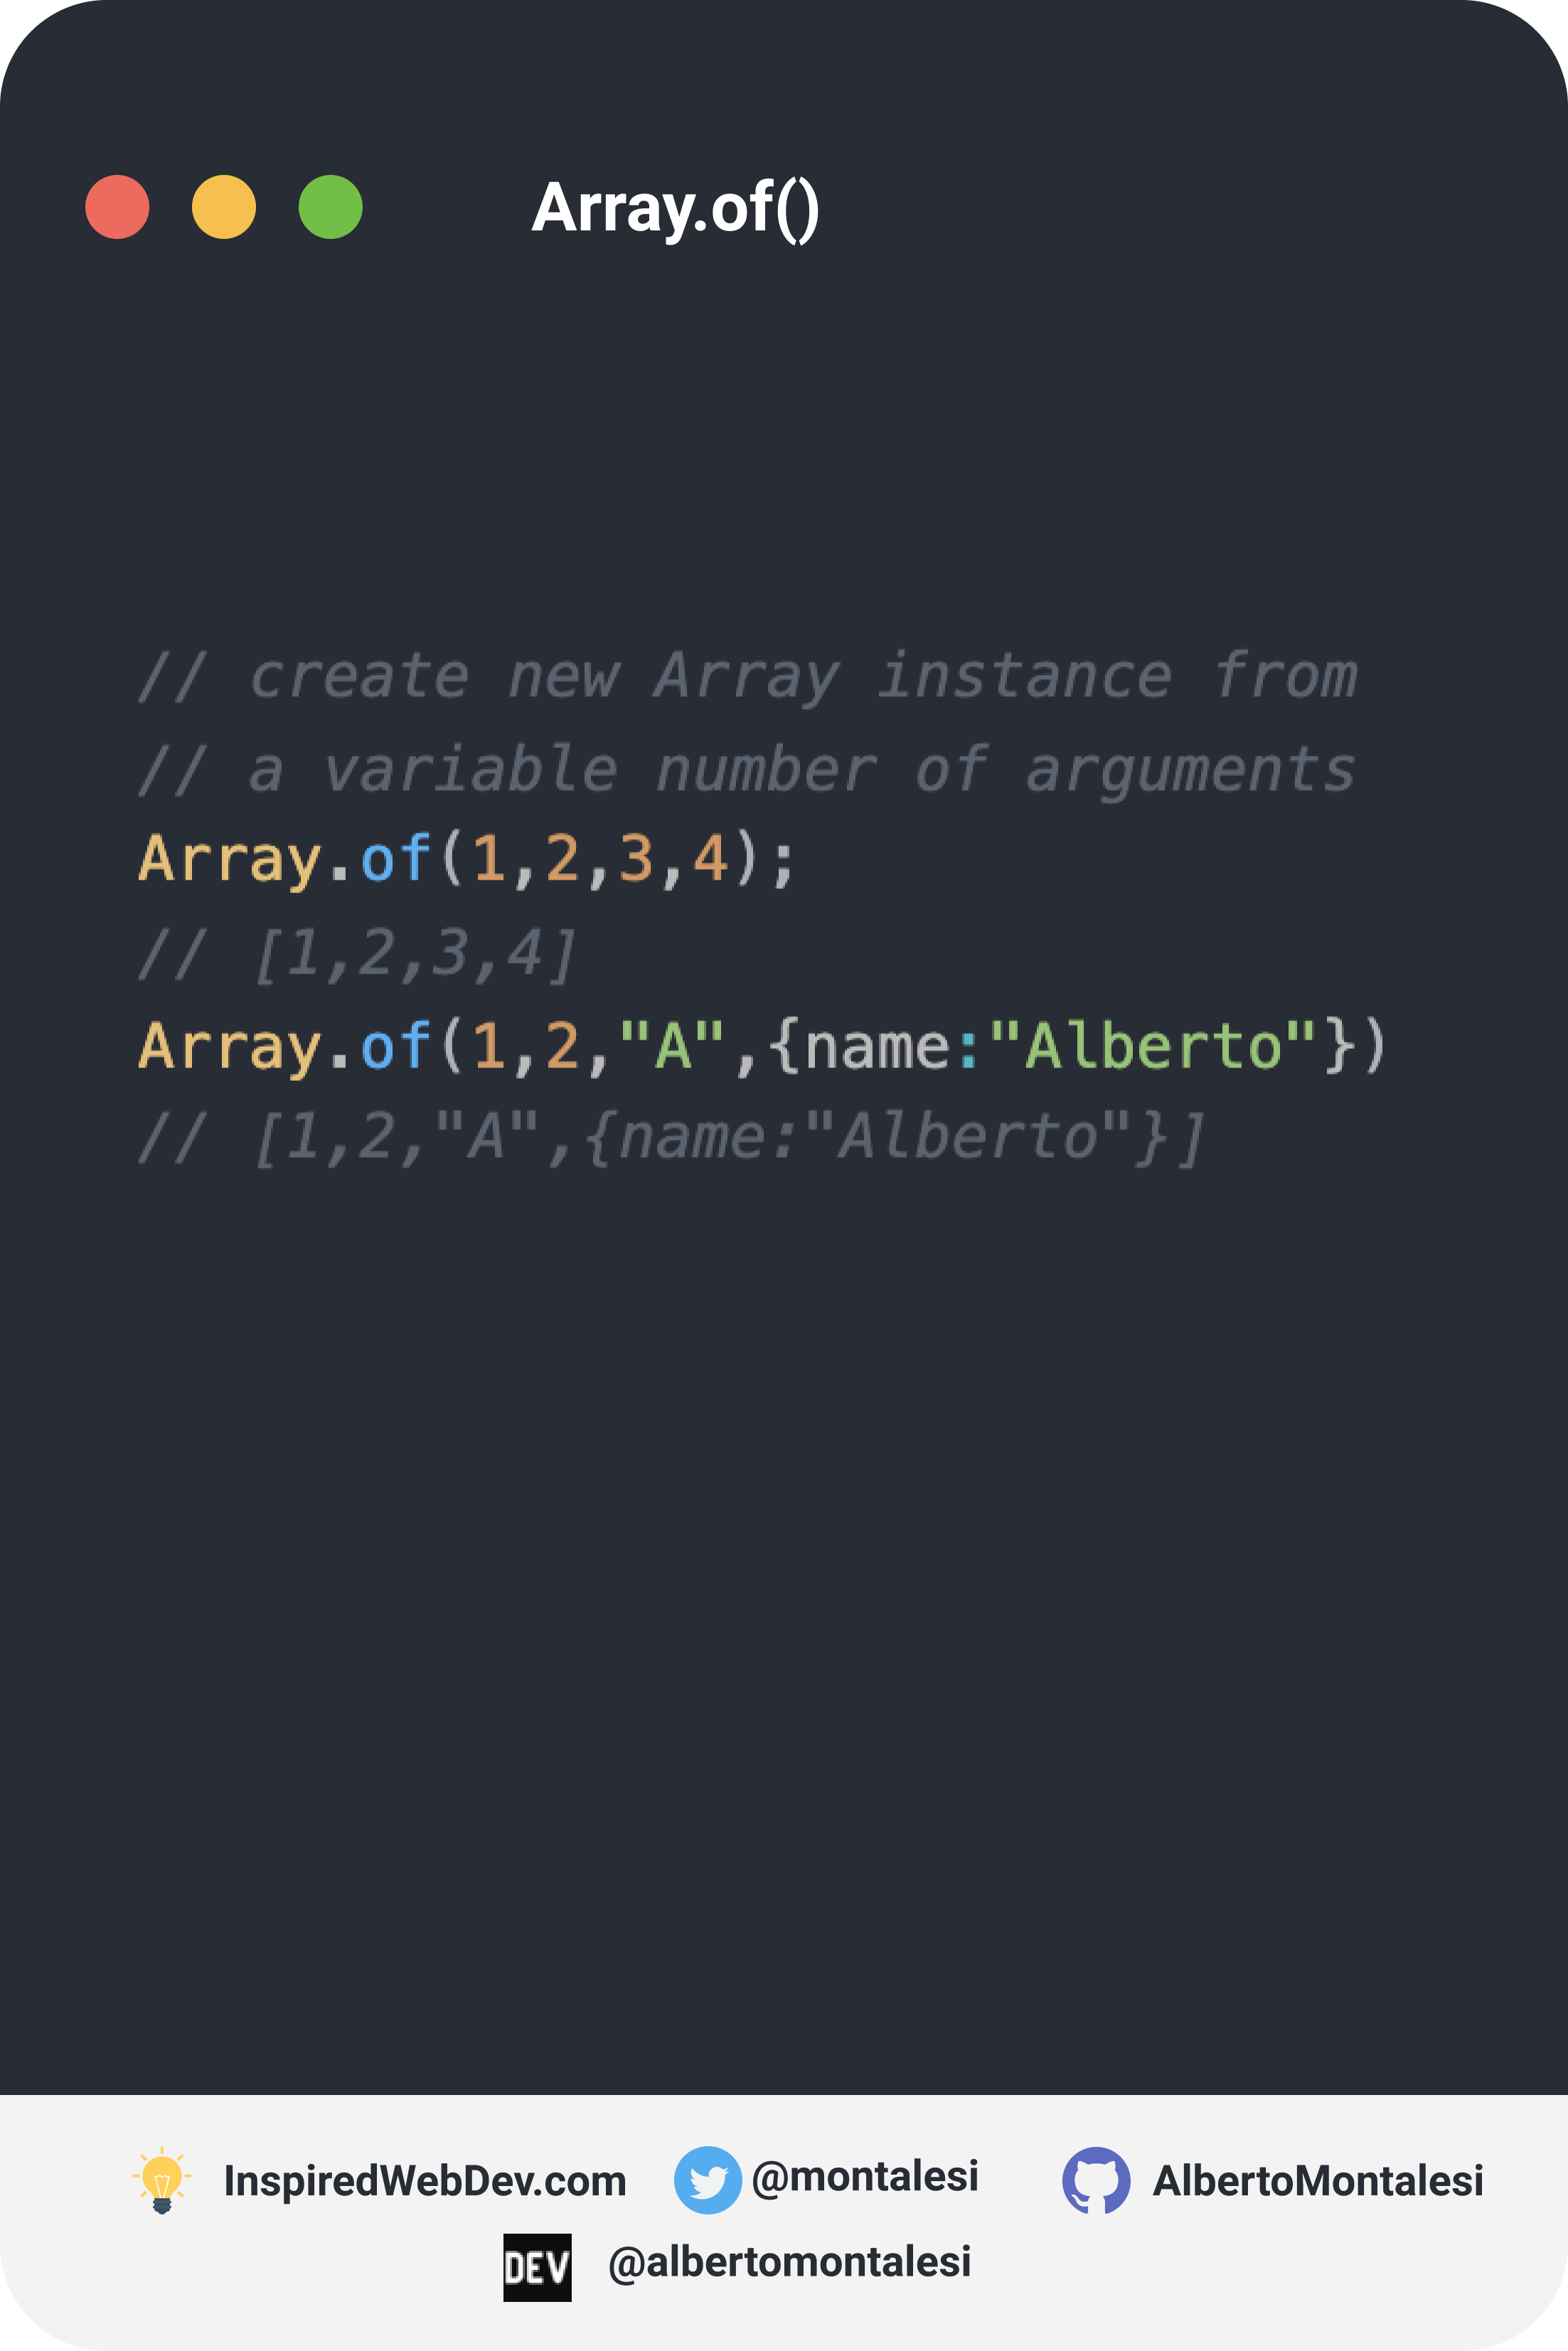 Array.of()
// create new Array instance from
// a variable number of arguments
Array.of(1,2,3,4);
// [1,2,3,4]
Array.of(1,2,"A",{name:"Alberto"})
// [1,2,"A",{name:"Alberto"}]
InspiredWebDev.com @montalesi AlbertoMontalesi
DEV @albertomontalesi